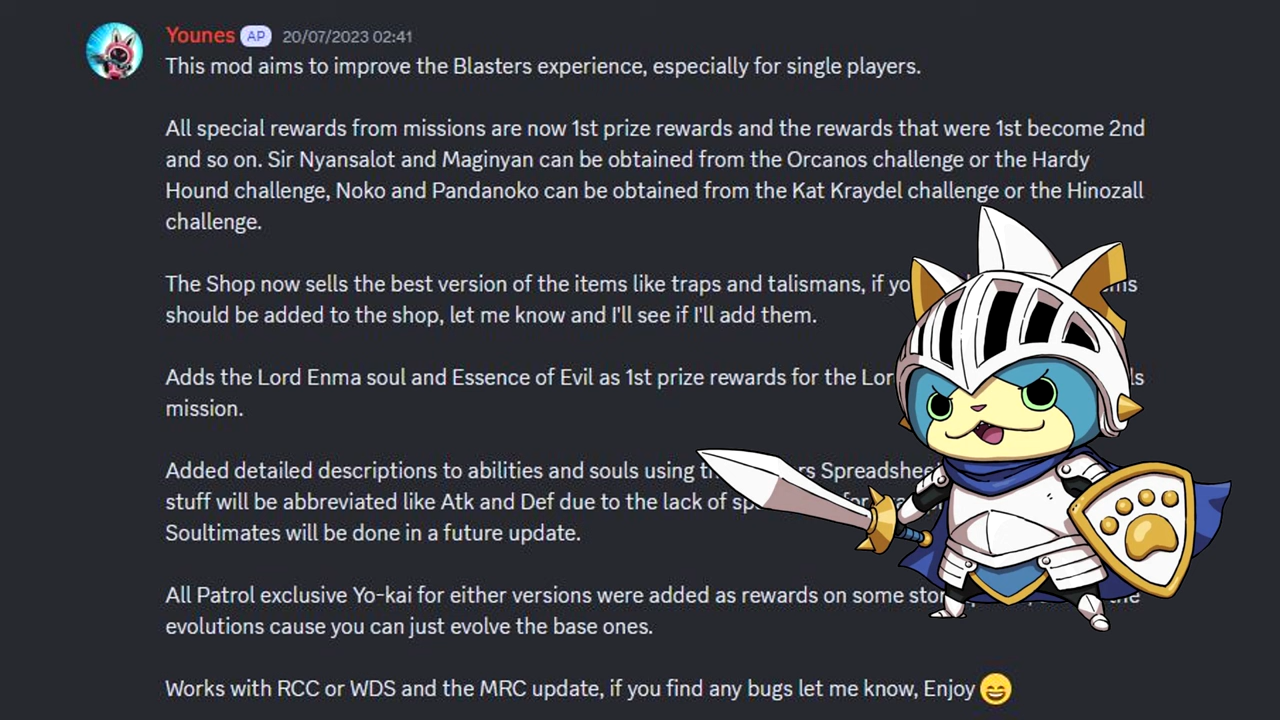 Younes AP 20/07/2023 02:41
This mod aims to improve the Blasters experience, especially for single players.
All special rewards from missions are now 1st prize rewards and the rewards that were 1st become 2nd
and so on. Sir Nyansalot and Maginyan can be obtained from the Orcanos challenge or the Hardy
Hound challenge, Noko and Pandanoko can be obtained from the Kat Kraydel challenge or the Hinozall
challenge.
The Shop now sells the best version of the items like traps and talismans, if
should be added to the shop, let me know and I'll see if I'll add them.
Adds the Lord Enma soul and Essence of Evil as 1st prize rewards for the
mission.
Added detailed descriptions to abilities and souls using
stuff will be abbreviated like Atk and Def due to the lack of
Soultimates will be done in a future update.
All Patrol exclusive Yo-kai for either versions were added as rewards on some
evolutions cause you can just evolve the base ones.
Works with RCC or WDS and the MRC update, if you find any bugs let me know, Enjoy